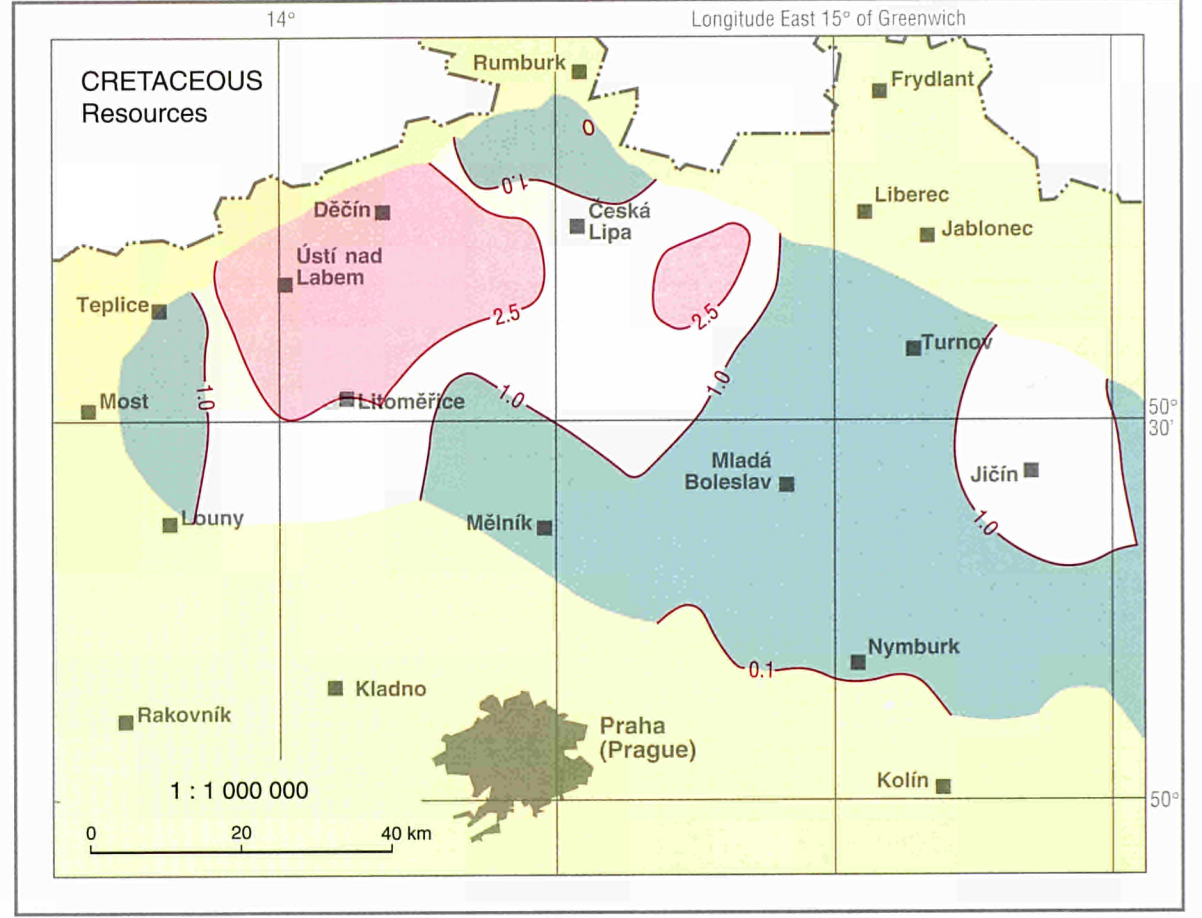 14° Longitude East 15° of Greenwich
CRETACEOUS
Resources
Rumburk
Frydlant
0
1.0
Děčín
Česká
Lipa
Liberec
Jablonec
Ústí nad
Labem
Teplice
2.5
2.5
Turnov
Most
1.0
Litoměřice
1.0
1.0
50°
30'
Mladá
Boleslav
Jičín
Louny
Mělník
1.0
Nymburk
0.1
Kladno
Rakovník
Praha
(Prague)
Kolín
1 : 1 000 000
50°
0 20 40 km